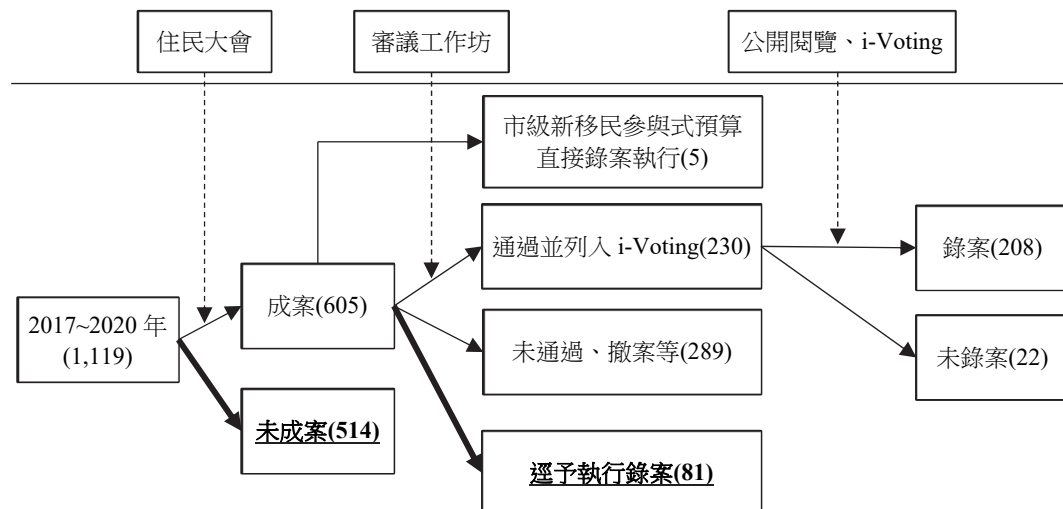 住民大會
審議工作坊
公開閱覽、i-Voting
市級新移民參與式預算
直接錄案執行(5)
通過並列入 i-Voting(230)
錄案(208)
成案(605)
2017~2020 年
(1,119)
未通過、撤案等(289)
未錄案(22)
未成案(514)
逕予執行錄案(81)